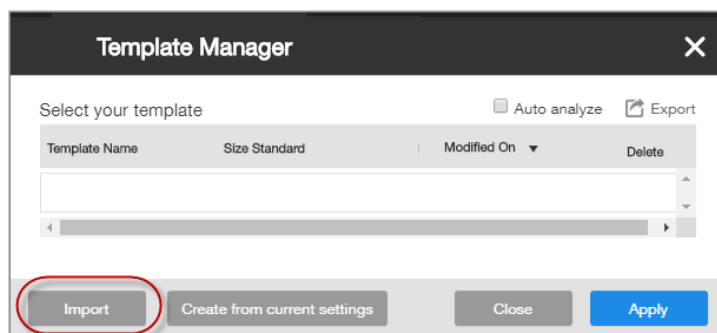 Template Manager
Select your template Auto analyze Export
Template Name Size Standard Modified On Delete
Import Create from current settings Close Apply